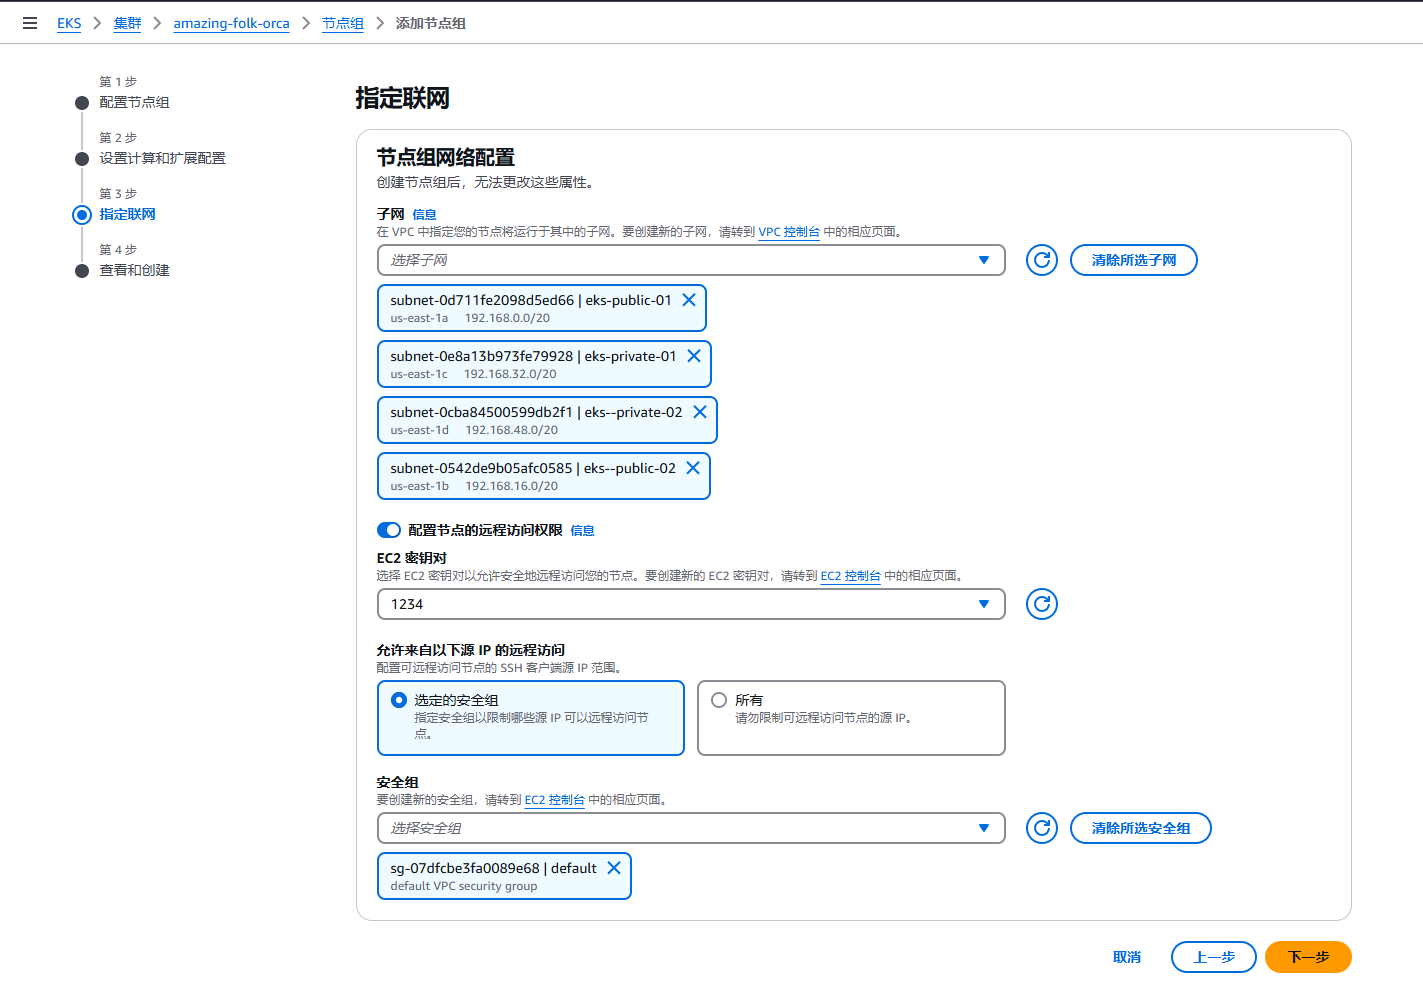 EKS
集群
amazing-folk-orca
节点组
添加节点组
第 1 步
配置节点组
第 2 步
设置计算和扩展配置
第 3 步
指定联网
第 4 步
查看和创建
指定联网
节点组网络配置
创建节点组后，无法更改这些属性。
子网 信息
在 VPC 中指定您的节点将运行于其中的子网。要创建新的子网，请转到 VPC 控制台 中的相应页面。
选择子网
清除所选子网
subnet-0d711fe2098d5ed66 | eks-public-01
us-east-1a 192.168.0.0/20
subnet-0e8a13b973fe79928 | eks-private-01
us-east-1c 192.168.32.0/20
subnet-0cba84500599db2f1 | eks--private-02
us-east-1d 192.168.48.0/20
subnet-0542de9b05afc0585 | eks--public-02
us-east-1b 192.168.16.0/20
配置节点的远程访问权限 信息
EC2 密钥对
选择 EC2 密钥对以允许安全地远程访问您的节点。要创建新的 EC2 密钥对，请转到 EC2 控制台 中的相应页面。
1234
允许来自以下源 IP 的远程访问
配置可远程访问节点的 SSH 客户端源 IP 范围。
选定的安全组
指定安全组以限制哪些源 IP 可以远程访问节
点。
所有
请勿限制可远程访问节点的源 IP。
安全组
要创建新的安全组，请转到 EC2 控制台 中的相应页面。
选择安全组
清除所选安全组
sg-07dfcbe3fa0089e68 | default
default VPC security group
取消
上一步
下一步